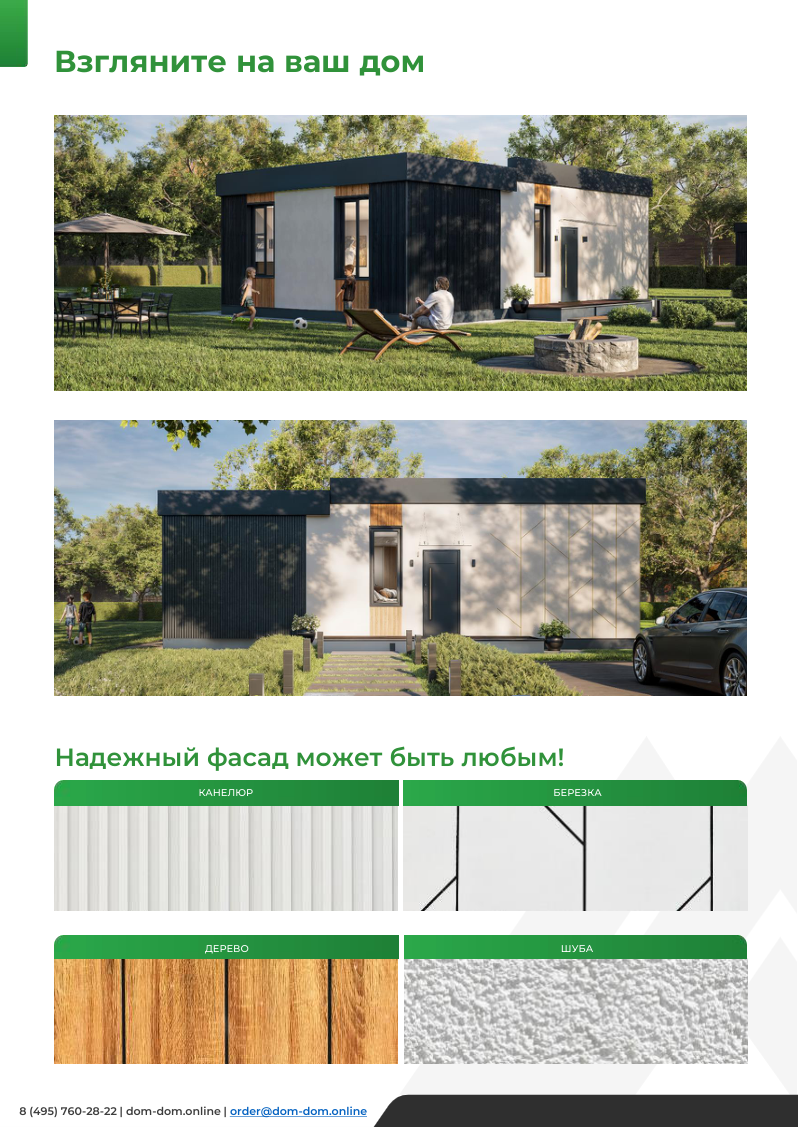 Взгляните на ваш дом
Надежный фасад может быть любым!
КАНЕЛЮР
БЕРЕЗКА
ДЕРЕВО
ШУБА
8 (495) 760-28-22 | dom-dom.online | order@dom-dom.online